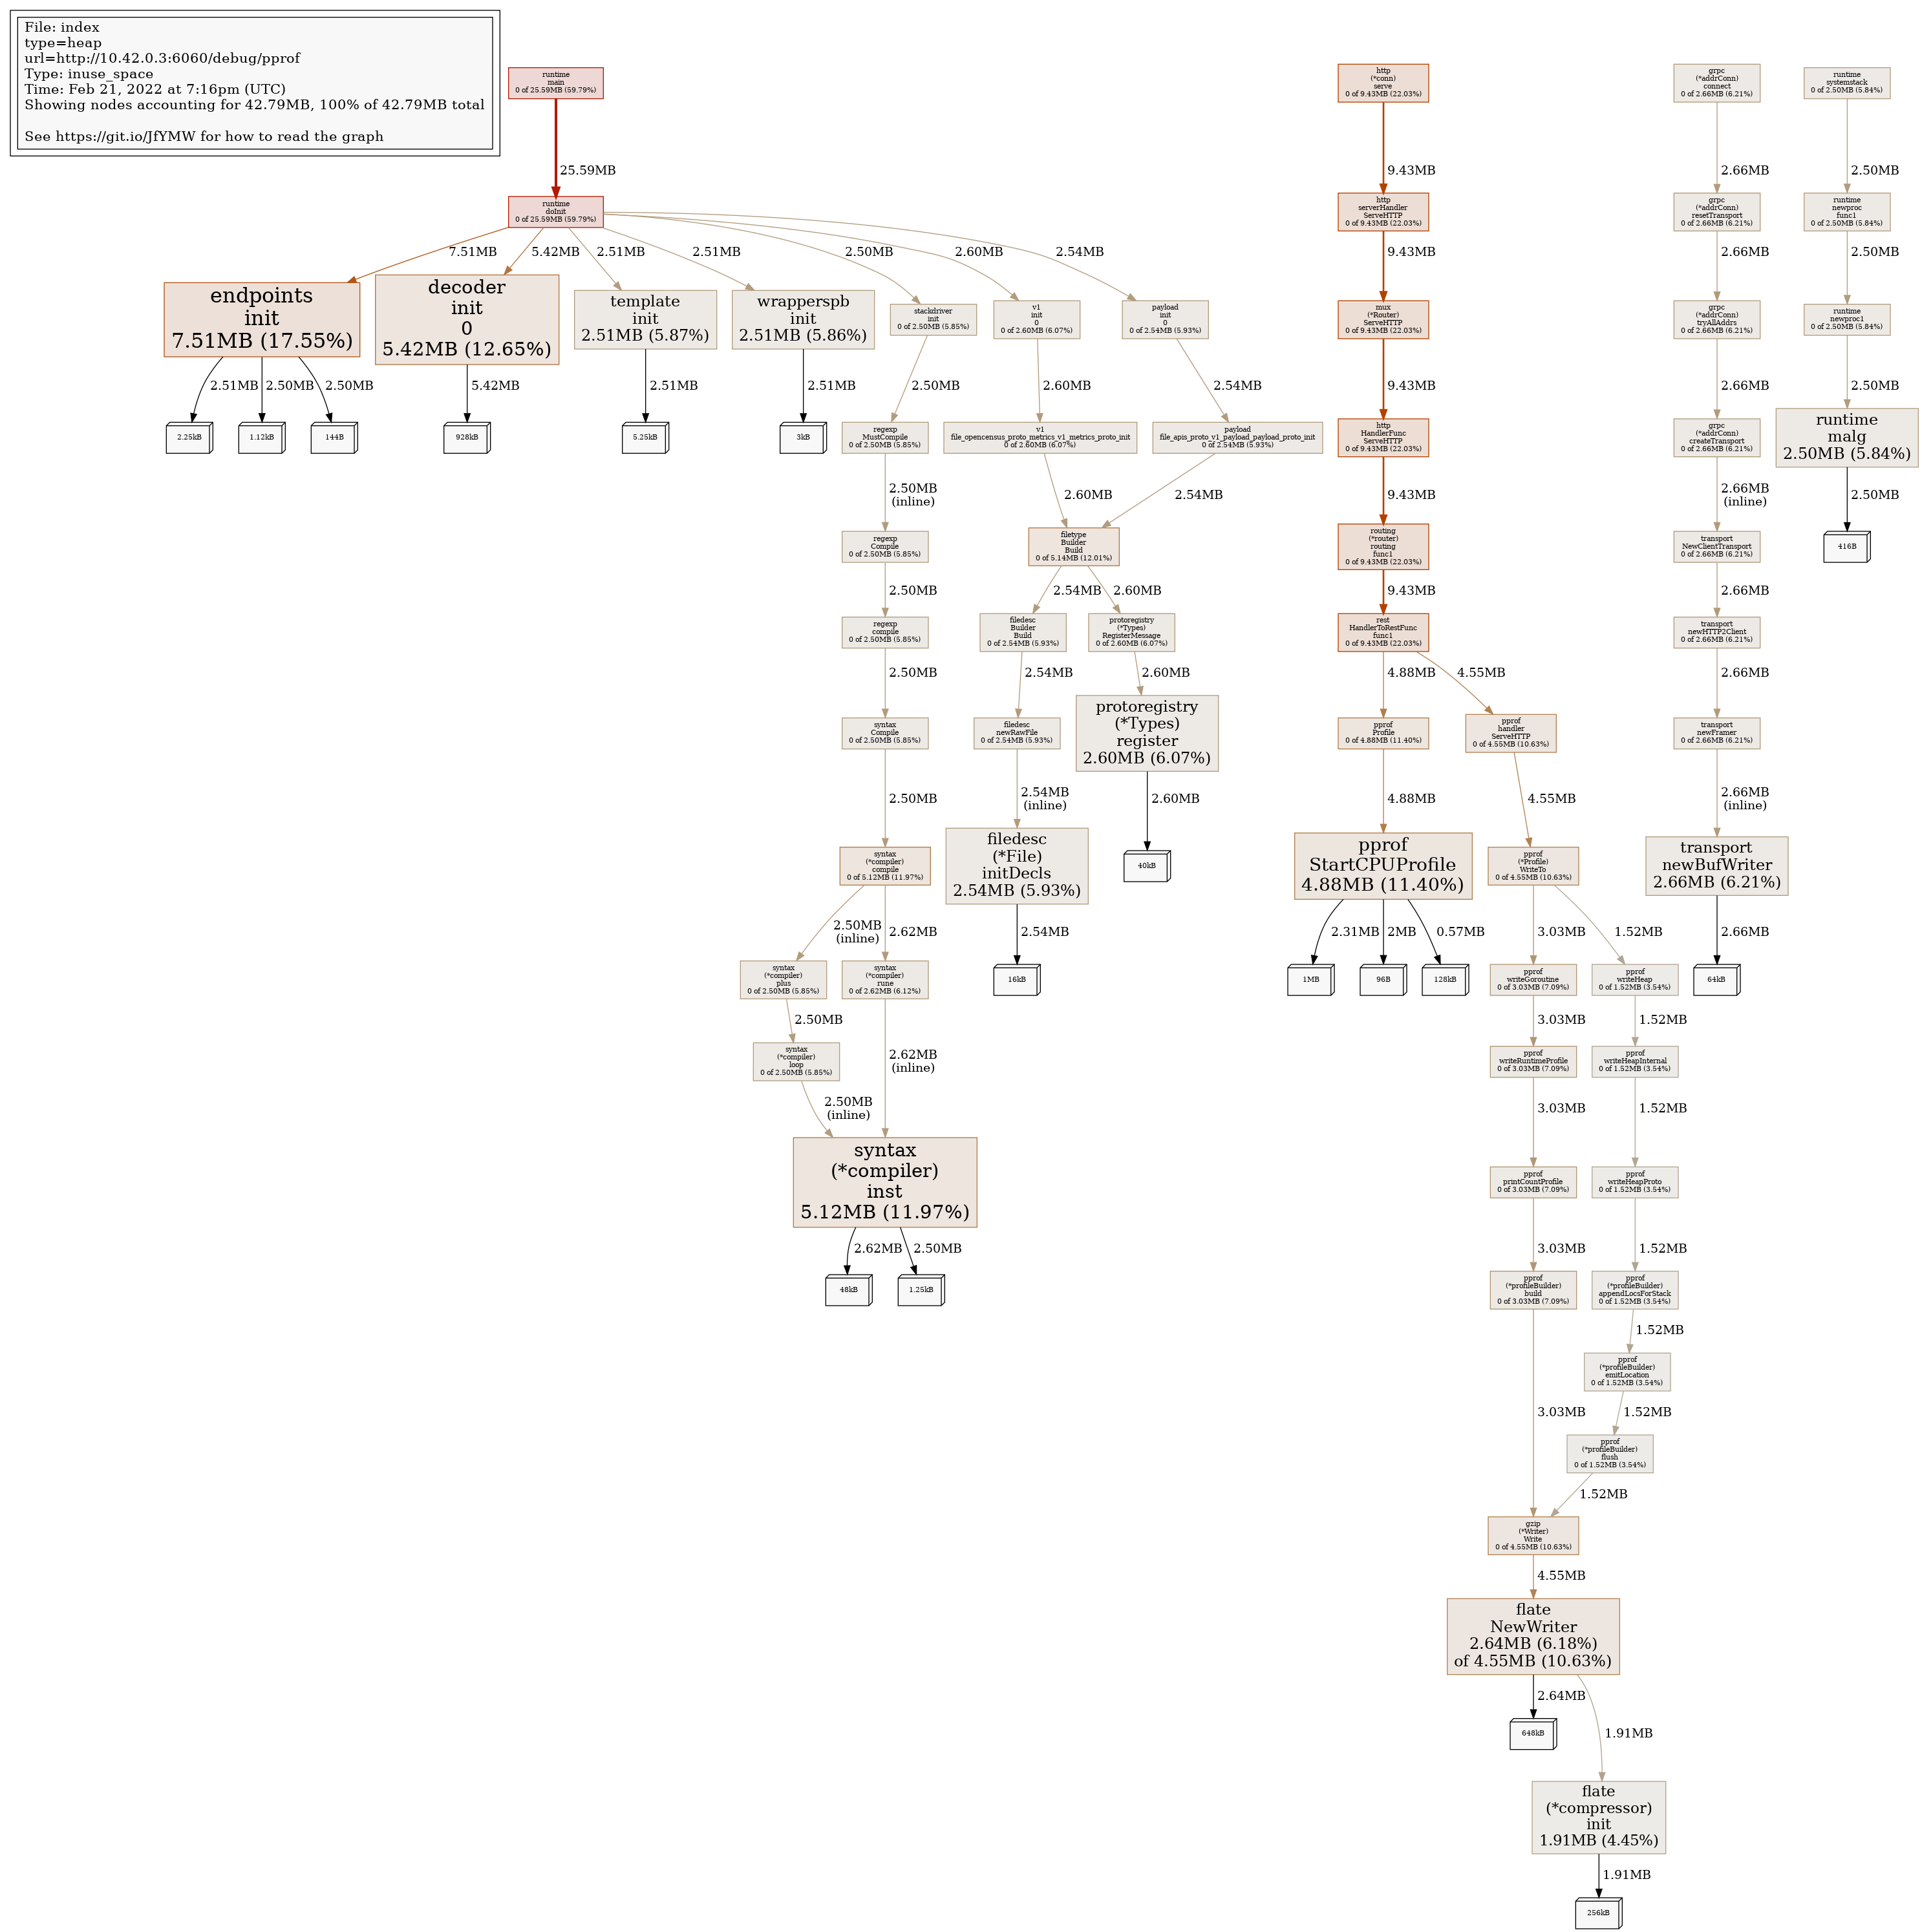 File: index
type=heap
url=http://10.42.0.3:6060/debug/pprof
Type: inuse_space
Time: Feb 21, 2022 at 7:16pm (UTC)
Showing nodes accounting for 42.79MB, 100% of 42.79MB total
See https://git.io/JfYMW for how to read the graph
runtime
main
0 of 25.59MB (59.79%)
http
(*conn)
serve
0 of 9.43MB (22.03%)
grpc
(*addrConn)
connect
0 of 2.66MB (6.21%)
runtime
systemstack
0 of 2.50MB (5.84%)
25.59MB
9.43MB
2.66MB
2.50MB
runtime
doInit
0 of 25.59MB (59.79%)
http
serverHandler
ServeHTTP
0 of 9.43MB (22.03%)
grpc
(*addrConn)
resetTransport
0 of 2.66MB (6.21%)
runtime
newproc
func1
0 of 2.50MB (5.84%)
7.51MB
5.42MB
2.51MB
2.51MB
2.50MB
2.60MB
2.54MB
9.43MB
2.66MB
2.50MB
endpoints
init
7.51MB (17.55%)
decoder
init
0
5.42MB (12.65%)
template
init
2.51MB (5.87%)
wrapperspb
init
2.51MB (5.86%)
stackdriver
init
0 of 2.50MB (5.85%)
v1
init
0
0 of 2.60MB (6.07%)
payload
init
0
0 of 2.54MB (5.93%)
mux
(*Router)
ServeHTTP
0 of 9.43MB (22.03%)
grpc
(*addrConn)
tryAllAddrs
0 of 2.66MB (6.21%)
runtime
newproc1
0 of 2.50MB (5.84%)
2.51MB
2.50MB
2.50MB
5.42MB
2.51MB
2.51MB
2.50MB
2.60MB
2.54MB
9.43MB
2.66MB
2.50MB
2.25kB
1.12kB
144B
928kB
5.25kB
3kB
regexp
MustCompile
0 of 2.50MB (5.85%)
v1
file_opencensus_proto_metrics_v1_metrics_proto_init
0 of 2.60MB (6.07%)
payload
file_apis_proto_v1_payload_payload_proto_init
0 of 2.54MB (5.93%)
http
HandlerFunc
ServeHTTP
0 of 9.43MB (22.03%)
grpc
(*addrConn)
createTransport
0 of 2.66MB (6.21%)
runtime
malg
2.50MB (5.84%)
2.50MB
(inline)
2.60MB
2.54MB
9.43MB
2.66MB
(inline)
2.50MB
regexp
Compile
0 of 2.50MB (5.85%)
filetype
Builder
Build
0 of 5.14MB (12.01%)
routing
(*router)
routing
func1
0 of 9.43MB (22.03%)
transport
NewClientTransport
0 of 2.66MB (6.21%)
416B
2.50MB
2.54MB
2.60MB
9.43MB
2.66MB
regexp
compile
0 of 2.50MB (5.85%)
filedesc
Builder
Build
0 of 2.54MB (5.93%)
protoregistry
(*Types)
RegisterMessage
0 of 2.60MB (6.07%)
rest
HandlerToRestFunc
func1
0 of 9.43MB (22.03%)
transport
newHTTP2Client
0 of 2.66MB (6.21%)
2.50MB
2.54MB
2.60MB
4.88MB
4.55MB
2.66MB
syntax
Compile
0 of 2.50MB (5.85%)
filedesc
newRawFile
0 of 2.54MB (5.93%)
protoregistry
(*Types)
register
2.60MB (6.07%)
pprof
Profile
0 of 4.88MB (11.40%)
pprof
handler
ServeHTTP
0 of 4.55MB (10.63%)
transport
newFramer
0 of 2.66MB (6.21%)
2.50MB
2.54MB
(inline)
2.60MB
4.88MB
4.55MB
2.66MB
(inline)
syntax
(*compiler)
compile
0 of 5.12MB (11.97%)
filedesc
(*File)
initDecls
2.54MB (5.93%)
40kB
pprof
StartCPUProfile
4.88MB (11.40%)
pprof
(*Profile)
WriteTo
0 of 4.55MB (10.63%)
transport
newBufWriter
2.66MB (6.21%)
2.50MB
(inline)
2.62MB
2.54MB
2.31MB
2MB
0.57MB
3.03MB
1.52MB
2.66MB
syntax
(*compiler)
plus
0 of 2.50MB (5.85%)
syntax
(*compiler)
rune
0 of 2.62MB (6.12%)
16kB
1MB
96B
128kB
pprof
writeGoroutine
0 of 3.03MB (7.09%)
pprof
writeHeap
0 of 1.52MB (3.54%)
64kB
2.50MB
2.62MB
(inline)
3.03MB
1.52MB
syntax
(*compiler)
loop
0 of 2.50MB (5.85%)
pprof
writeRuntimeProfile
0 of 3.03MB (7.09%)
pprof
writeHeapInternal
0 of 1.52MB (3.54%)
2.50MB
(inline)
3.03MB
1.52MB
syntax
(*compiler)
inst
5.12MB (11.97%)
pprof
printCountProfile
0 of 3.03MB (7.09%)
pprof
writeHeapProto
0 of 1.52MB (3.54%)
2.62MB
2.50MB
3.03MB
1.52MB
48kB
1.25kB
pprof
(*profileBuilder)
build
0 of 3.03MB (7.09%)
pprof
(*profileBuilder)
appendLocsForStack
0 of 1.52MB (3.54%)
1.52MB
pprof
(*profileBuilder)
emitLocation
0 of 1.52MB (3.54%)
3.03MB
1.52MB
pprof
(*profileBuilder)
flush
0 of 1.52MB (3.54%)
1.52MB
gzip
(*Writer)
Write
0 of 4.55MB (10.63%)
4.55MB
flate
NewWriter
2.64MB (6.18%)
of 4.55MB (10.63%)
2.64MB
1.91MB
648kB
flate
(*compressor)
init
1.91MB (4.45%)
1.91MB
256kB